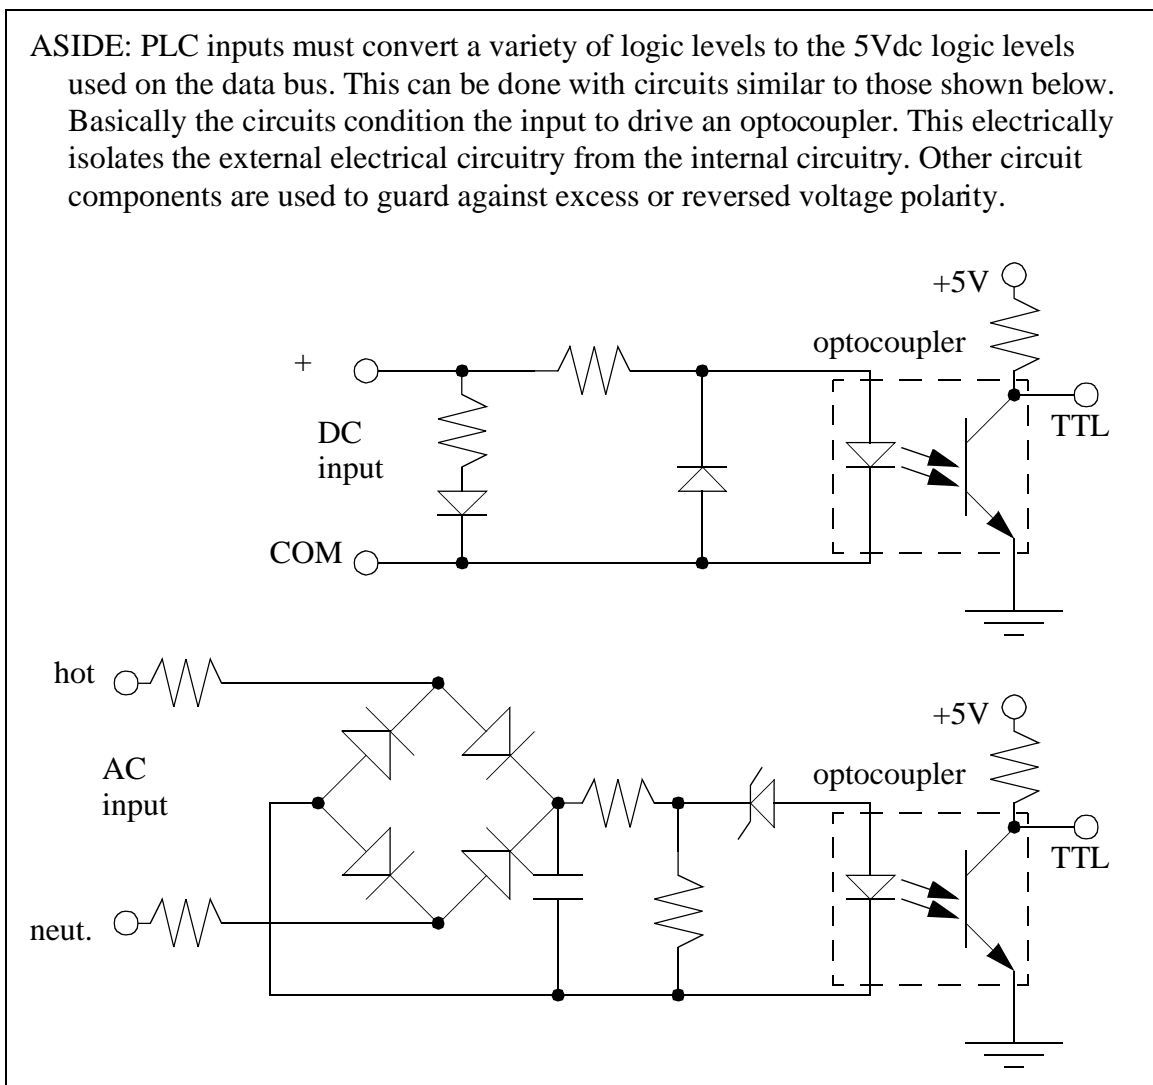 ASIDE: PLC inputs must convert a variety of logic levels to the 5Vdc logic levels
used on the data bus. This can be done with circuits similar to those shown below.
Basically the circuits condition the input to drive an optocoupler. This electrically
isolates the external electrical circuitry from the internal circuitry. Other circuit
components are used to guard against excess or reversed voltage polarity.
+5V
optocoupler
+
TTL
DC
input
COM
hot
+5V
AC
input
optocoupler
TTL
neut.